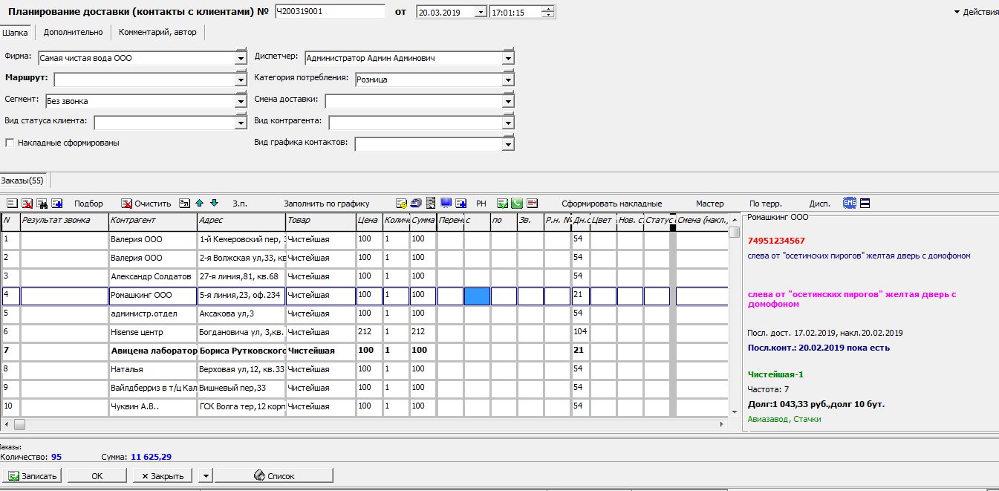 Планирование доставки (контакты с клиентами) № Ч200319001 от 20.03.2019 17:01:15 Действия
Шапка Дополнительно Комментарий, автор
Фирма: Самая чистая вода ООО Диспетчер: Администратор Админ Админович
Маршрут: Категория потребления: Розница
Сегмент: Без звонка Смена доставки:
Вид статуса клиента: Вид контрагента:
Накладные сформированы Вид графика контактов:
Заказы(55)
Подбор Очистить З.п. Заполнить по графику РН Сформировать накладные Мастер По терр. Дисп. SMS
N Результат звонка Контрагент Адрес Товар Цена Количе Сумма Перен с по Зв. Р.н. № Дн.с Цвет Нов. с Статус Смена (накл.)
1 Валерия ООО 1-й Кемеровский пер, Чистейшая 100 1 100 54
2 Валерия ООО 2-я Волжская ул,33, кв Чистейшая 100 1 100 54
3 Александр Солдатов 27-я линия,81, кв.68 Чистейшая 100 1 100 54
4 Ромашкинг ООО 5-я линия,23, оф.234 Чистейшая 100 1 100 21
5 администр.отдел Аксакова ул,3 Чистейшая 100 1 100 54
6 Hisense центр Богдановича ул, 3,кв. Чистейшая 212 1 212 104
7 Авицена лаборатор Бориса Рутковского Чистейшая 100 1 100 21
8 Наталья Верховая ул,12, кв.33 Чистейшая 100 1 100 54
9 Вайлдберриз в т/ц Кал Вишневый пер,33 Чистейшая 100 1 100 54
10 Чуквин А.В.. ГСК Волга тер,12 корп Чистейшая 100 1 100 54
Ромашкинг ООО
74951234567
слева от "осетинских пирогов" желтая дверь с домофоном
слева от "осетинских пирогов" желтая дверь с
домофоном
Посл. дост. 17.02.2019, накл.20.02.2019
Посл.конт.: 20.02.2019 пока есть
Чистейшая-1
Частота: 7
Долг:1 043,33 руб.,долг 10 бут.
Авиазавод, Стачки
Заказы:
Количество: 95 Сумма: 11 625,29
Записать OK Закрыть Список